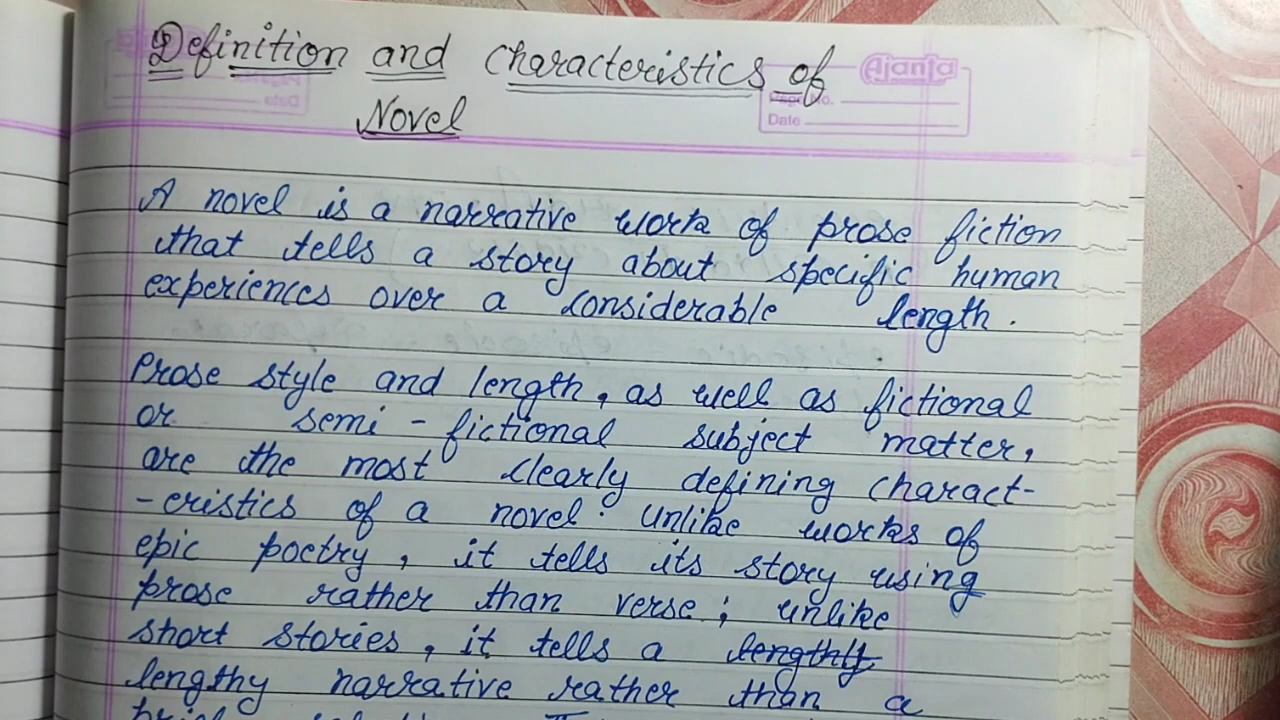 Definition and Characteristics of
Novel
Ajanta
Page No.
Date
A novel is a narrative work of prose fiction
that tells a story about specific human
experiences over a considerable length.
Prose style and length, as well as fictional
or semi-fictional subject matter,
are the most clearly defining charact-
-eristics of a novel. Unlike works of
epic poetry, it tells its story using
prose rather than verse; unlike
short stories, it tells a lengthly
lengthy narrative rather than a